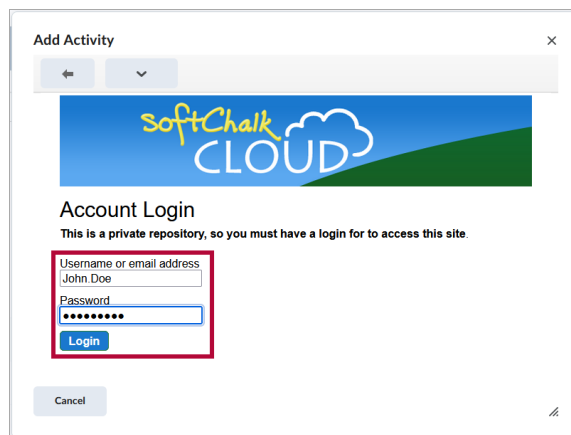 Add Activity
softChalk
CLOUD
Account Login
This is a private repository, so you must have a login for to access this site.
Username or email address
John.Doe
Password
Login
Cancel